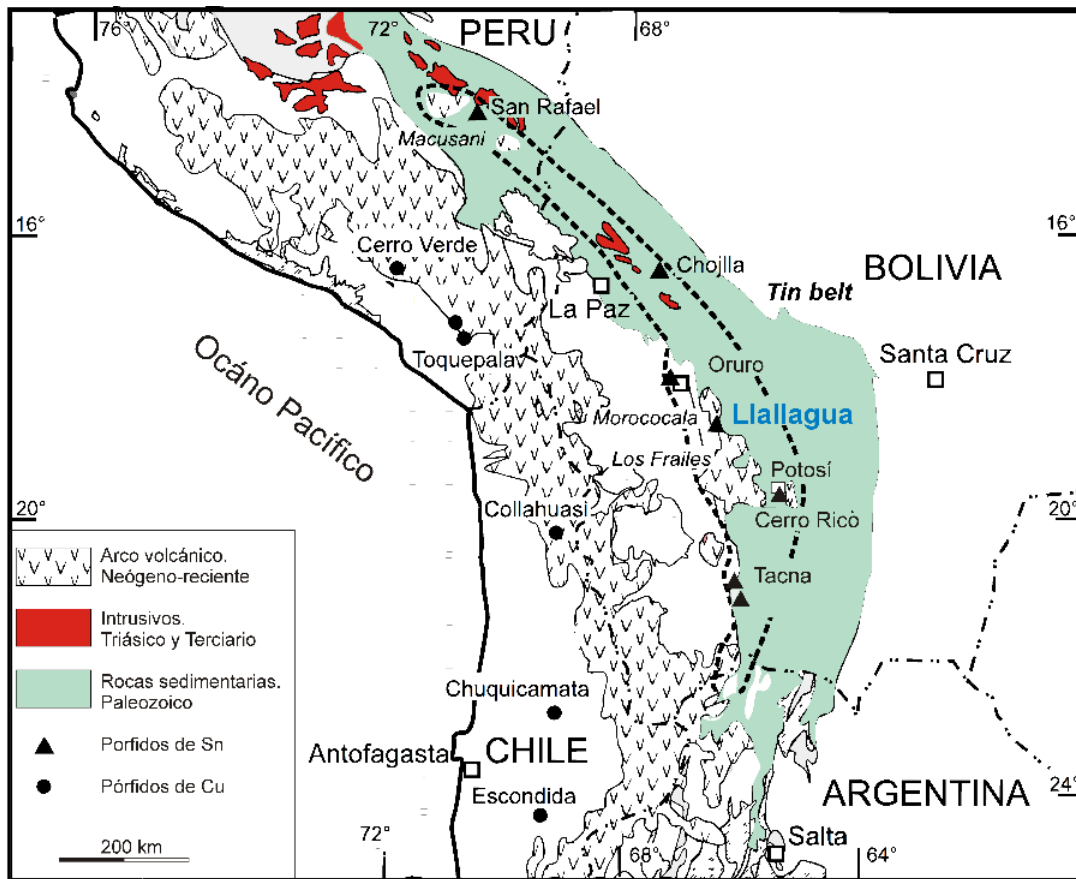 76°
72°
PERU
68°
San Rafael
Macusani
16°
16°
Cerro Verde
Chojlla
BOLIVIA
La Paz
Tin belt
Toquepala
Oruro
Santa Cruz
Océno Pacífico
Morococala
Llallagua
Los Frailes
Potosí
Collahuasi
Cerro Rico
20°
20°
Arco volcánico.
Neógeno-reciente
Tacna
Intrusivos.
Triásico y Terciario
Rocas sedimentarias.
Paleozoico
Chuquicamata
Porfidos de Sn
Antofagasta
CHILE
Pórfidos de Cu
Escondida
ARGENTINA
24°
200 km
72°
68°
Salta
64°